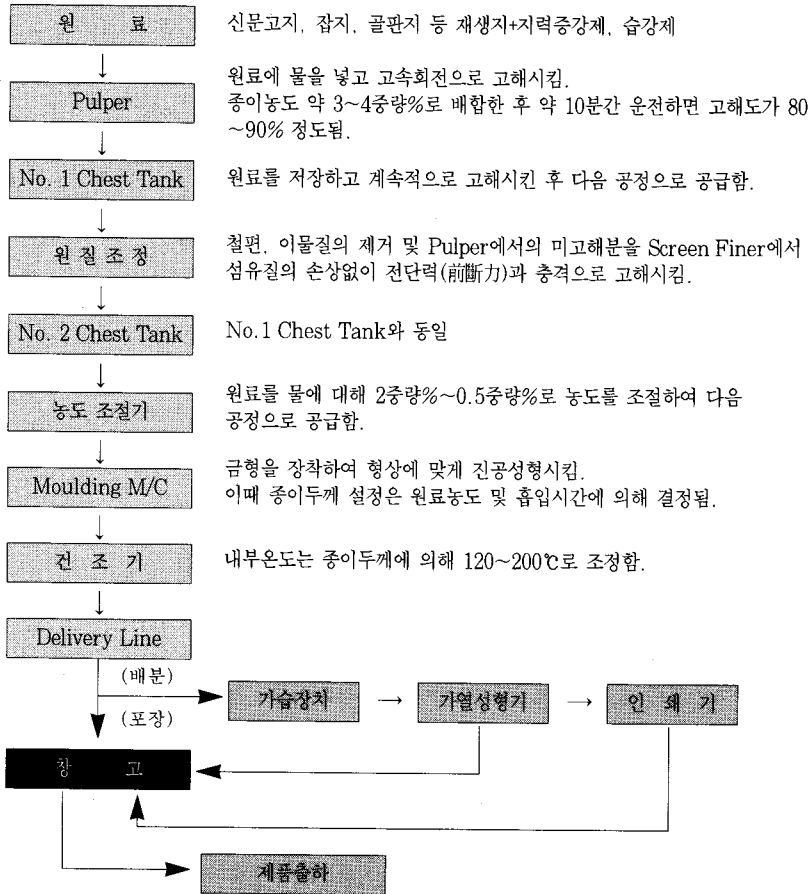 원 료
신문고지, 잡지, 골판지 등 재생지+지력증강제, 습강제
Pulper
원료에 물을 넣고 고속회전으로 고해시킴.
종이농도 약 3~4중량%로 배합한 후 약 10분간 운전하면 고해도가 80
~90% 정도됨.
No. 1 Chest Tank
원료를 저장하고 계속적으로 고해시킨 후 다음 공정으로 공급함.
원 질 조 정
철편, 이물질의 제거 및 Pulper에서의 미고해분을 Screen Finer에서
섬유질의 손상없이 전단력(前斷力)과 충격으로 고해시킴.
No. 2 Chest Tank
No.1 Chest Tank와 동일
농도 조절기
원료를 물에 대해 2중량%~0.5중량%로 농도를 조절하여 다음
공정으로 공급함.
Moulding M/C
금형을 장착하여 형상에 맞게 진공성형시킴.
이때 종이두께 설정은 원료농도 및 흡입시간에 의해 결정됨.
건 조 기
내부온도는 종이두께에 의해 120~200℃로 조정함.
Delivery Line
(배분)
가습장치
가열성형기
인 쇄 기
(포장)
창 고
제품출하